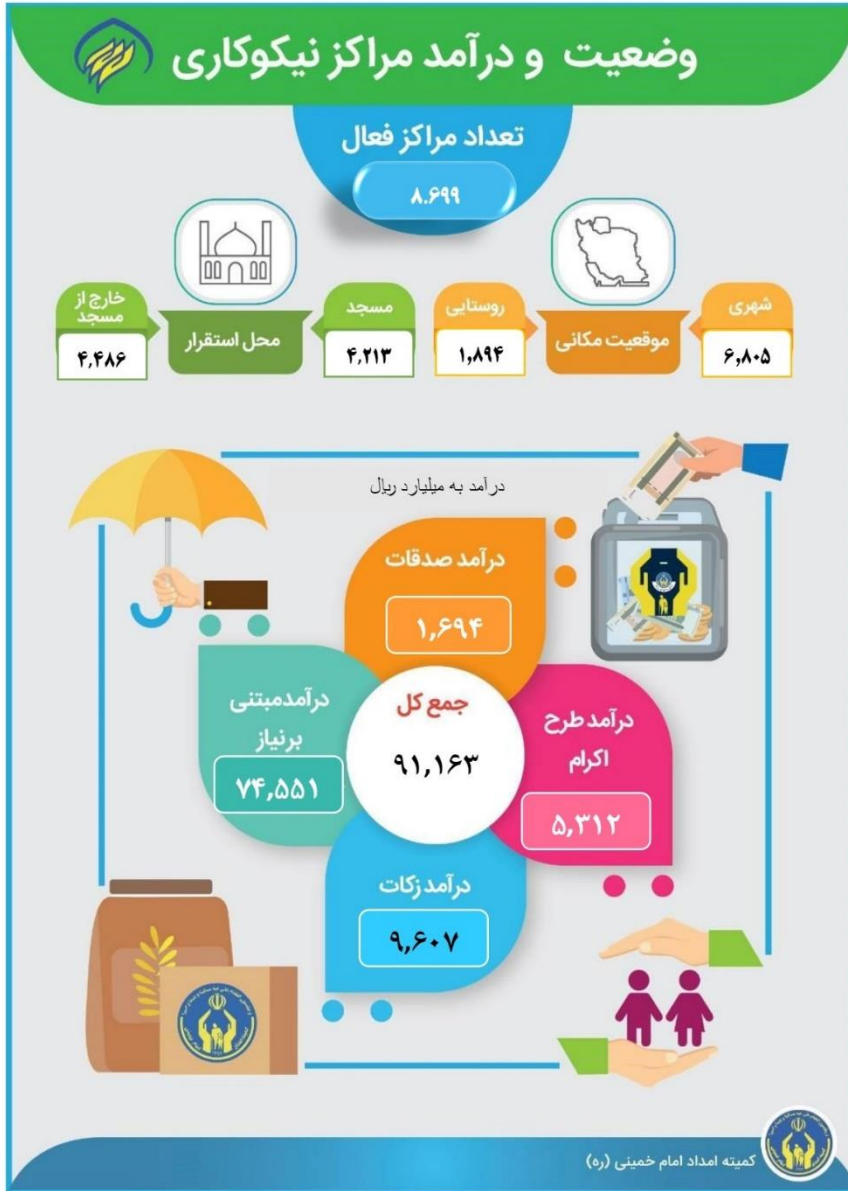 وضعیت و درآمد مراکز نیکوکاری
تعداد مراکز فعال
۸.۶۹۹
شهری
۶,۸۰۵
موقعیت مکانی
روستایی
۱,۸۹۴
مسجد
۴,۲۱۳
محل استقرار
خارج از
مسجد
۴,۴۸۶
درآمد به میلیارد ریال
درآمد صدقات
۱,۶۹۴
درآمد طرح
اکرام
۵,۳۱۲
جمع کل
۹۱,۱۶۳
درآمدمبتنی
برنیاز
۷۴,۵۵۱
درآمد زکات
۹,۶۰۷
کمیته امداد امام خمینی (ره)